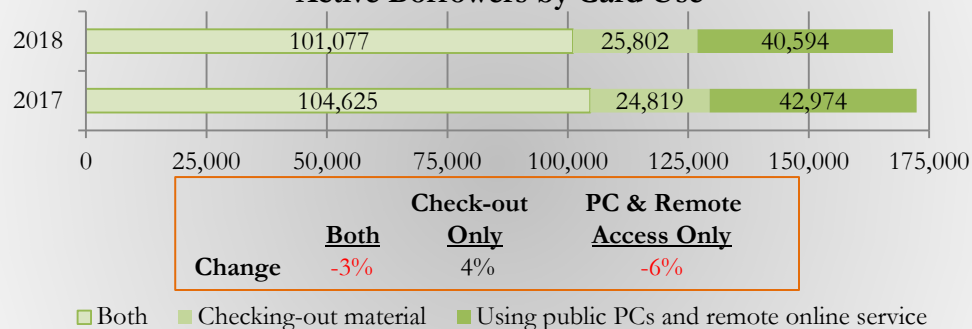 Active Borrowers by Card Use
2018 101,077 25,802 40,594
2017 104,625 24,819 42,974
0 25,000 50,000 75,000 100,000 125,000 150,000 175,000
Check-out PC & Remote
Both Only Access Only
Change -3% 4% -6%
Both Checking-out material Using public PCs and remote online service